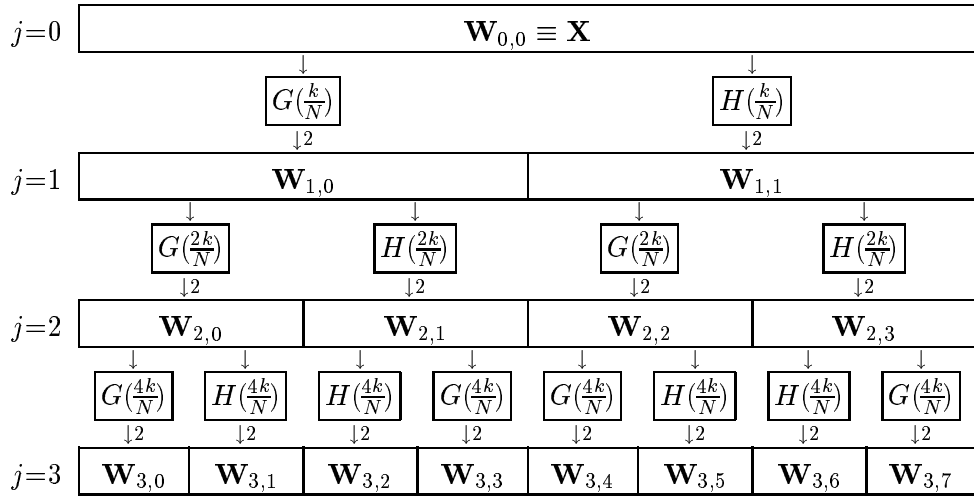 j=0 W_{0,0} ≡ X
↓ ↓
G(k/N) H(k/N)
↓2 ↓2
j=1 W_{1,0} W_{1,1}
↓ ↓ ↓ ↓
G(2k/N) H(2k/N) G(2k/N) H(2k/N)
↓2 ↓2 ↓2 ↓2
j=2 W_{2,0} W_{2,1} W_{2,2} W_{2,3}
↓ ↓ ↓ ↓ ↓ ↓ ↓ ↓
G(4k/N) H(4k/N) H(4k/N) G(4k/N) G(4k/N) H(4k/N) H(4k/N) G(4k/N)
↓2 ↓2 ↓2 ↓2 ↓2 ↓2 ↓2 ↓2
j=3 W_{3,0} W_{3,1} W_{3,2} W_{3,3} W_{3,4} W_{3,5} W_{3,6} W_{3,7}